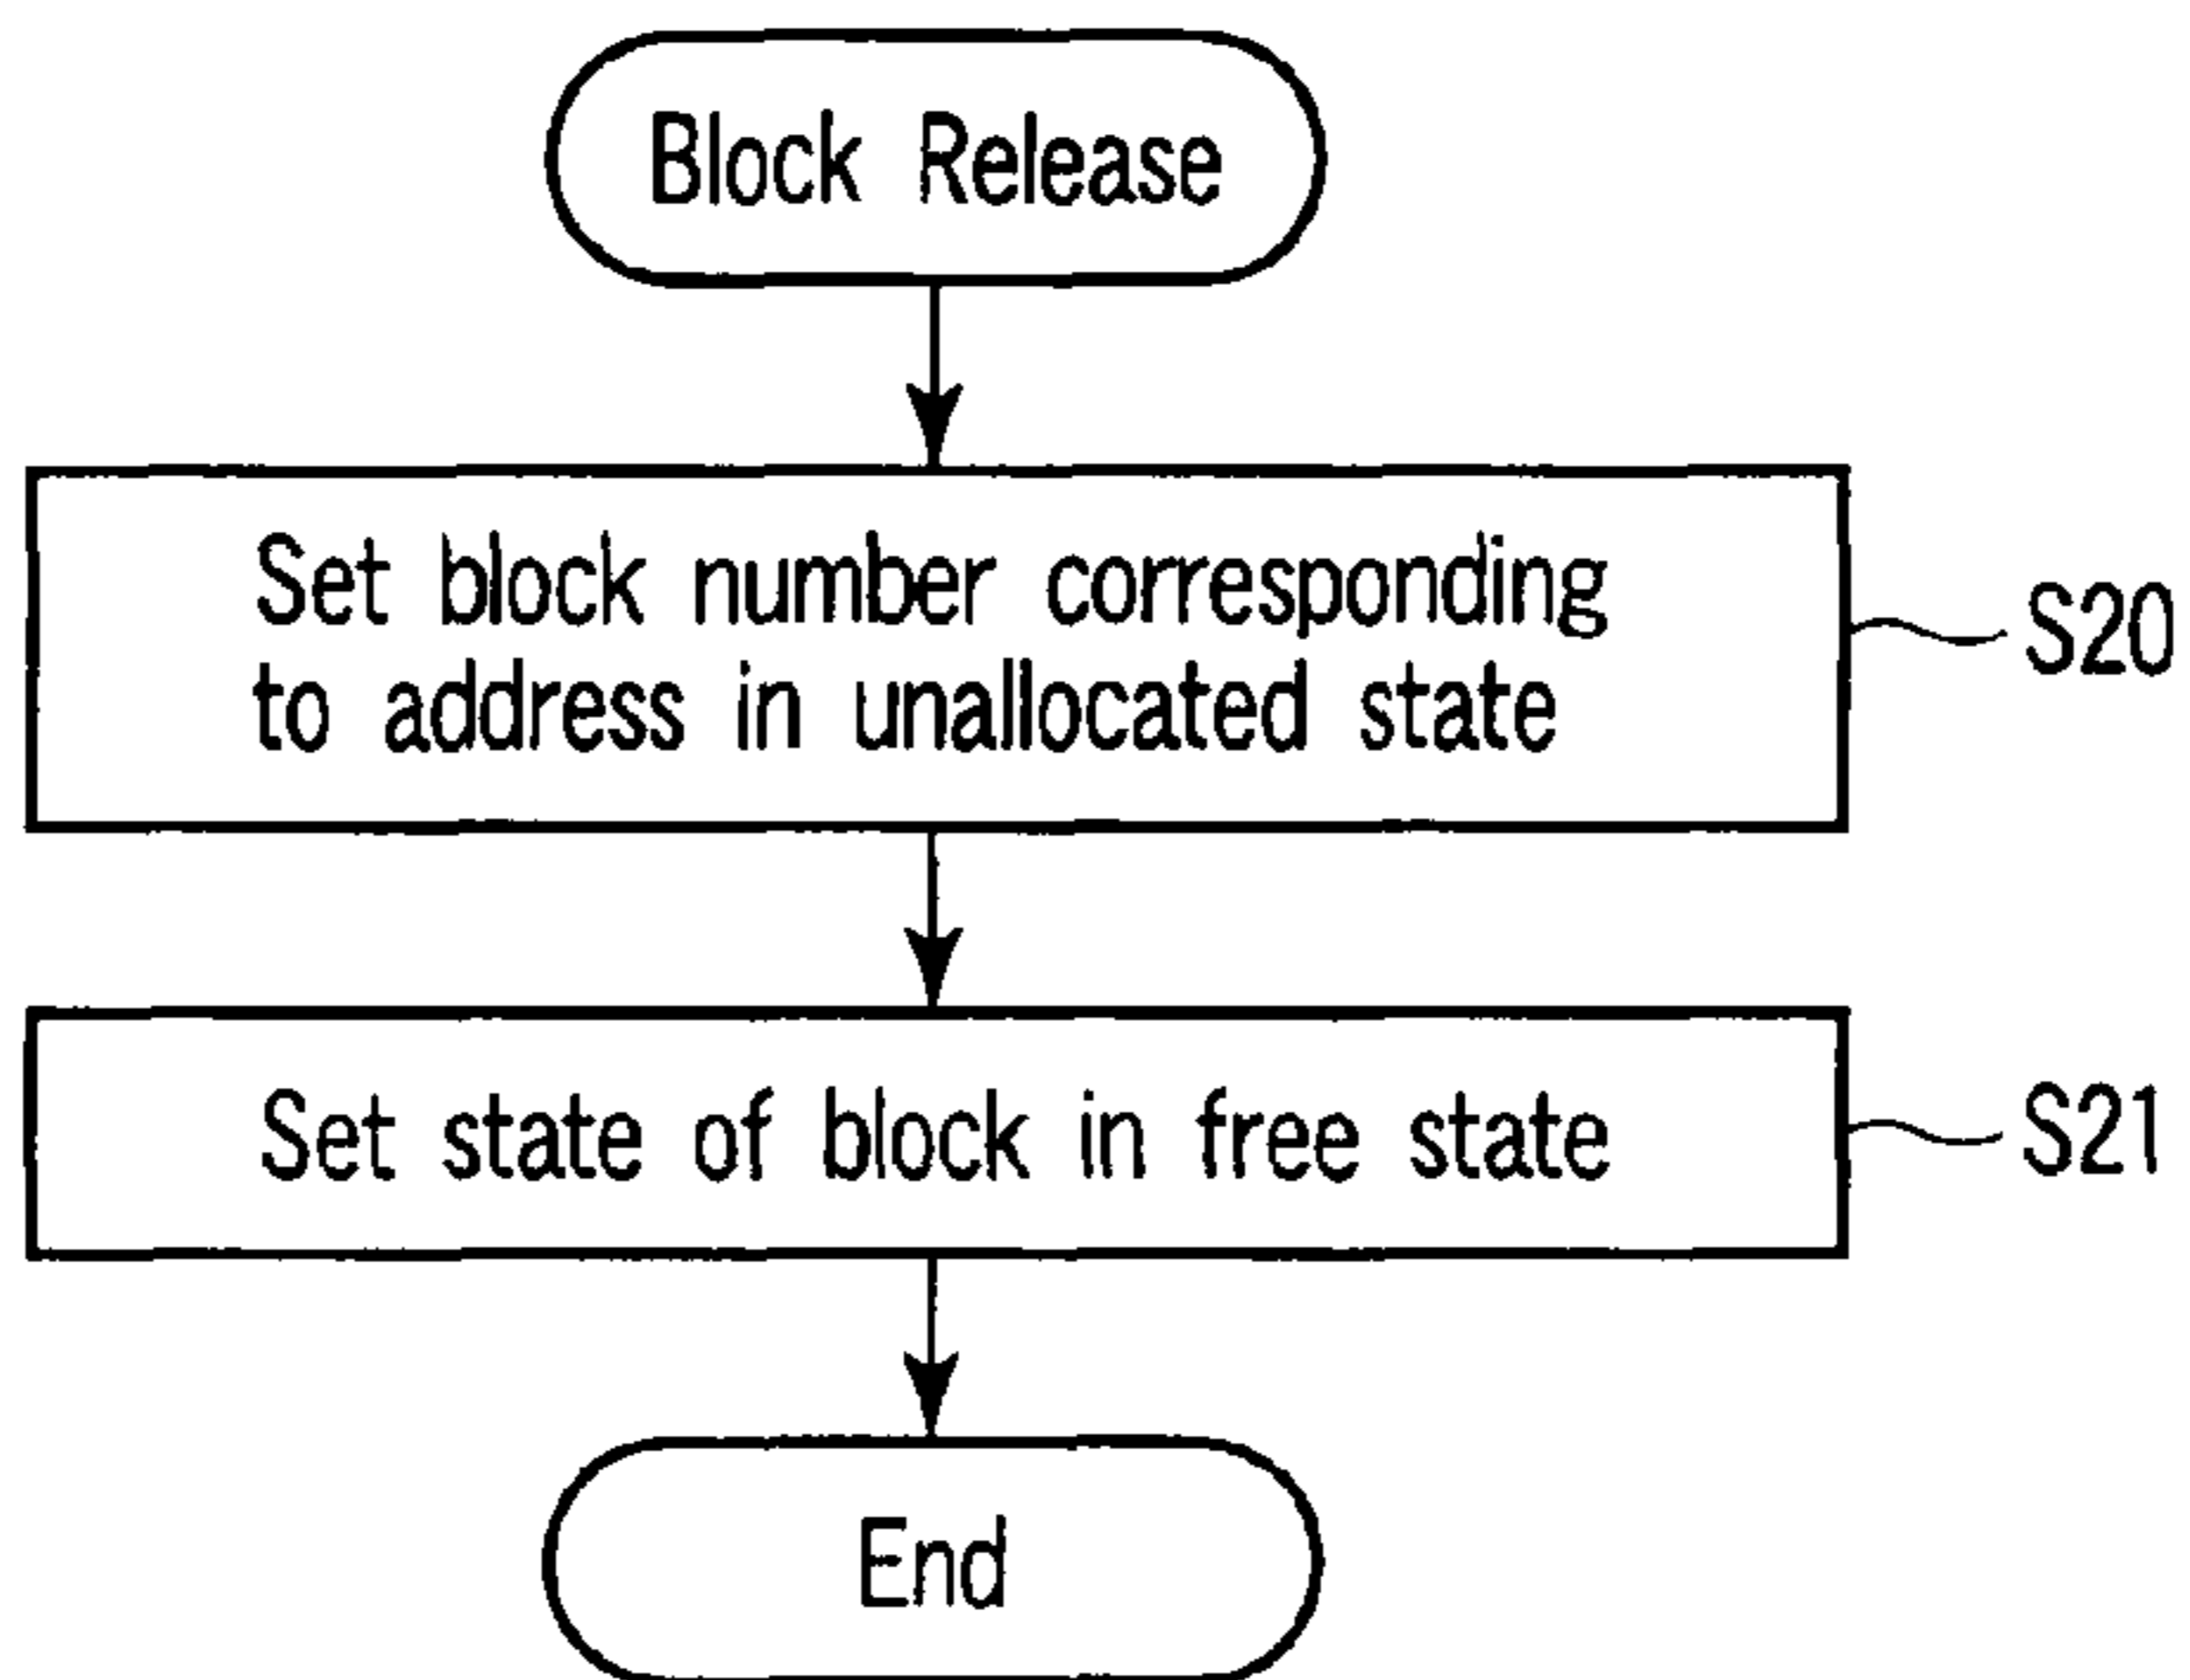 Block Release
Set block number corresponding
to address in unallocated state
S20
Set state of block in free state
S21
End